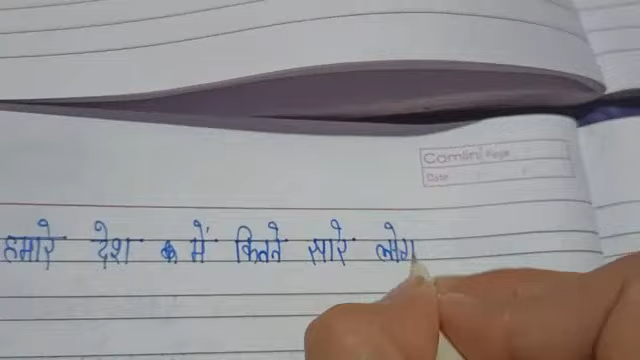 Camlin Page
Date
हमारे देश में कितने सारे लोग